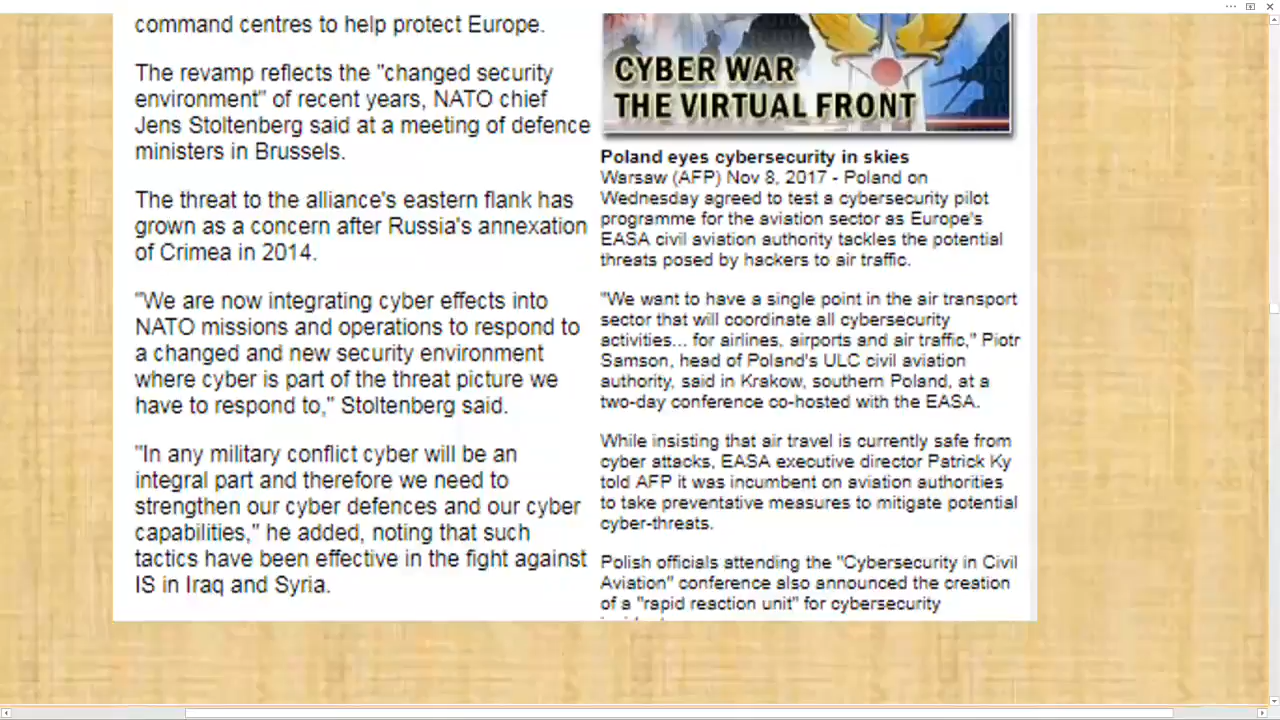 command centres to help protect Europe.
The revamp reflects the "changed security
environment" of recent years, NATO chief
Jens Stoltenberg said at a meeting of defence
ministers in Brussels.
The threat to the alliance's eastern flank has
grown as a concern after Russia's annexation
of Crimea in 2014.
"We are now integrating cyber effects into
NATO missions and operations to respond to
a changed and new security environment
where cyber is part of the threat picture we
have to respond to," Stoltenberg said.
"In any military conflict cyber will be an
integral part and therefore we need to
strengthen our cyber defences and our cyber
capabilities," he added, noting that such
tactics have been effective in the fight against
IS in Iraq and Syria.
CYBER WAR
THE VIRTUAL FRONT
Poland eyes cybersecurity in skies
Warsaw (AFP) Nov 8, 2017 - Poland on
Wednesday agreed to test a cybersecurity pilot
programme for the aviation sector as Europe's
EASA civil aviation authority tackles the potential
threats posed by hackers to air traffic.
"We want to have a single point in the air transport
sector that will coordinate all cybersecurity
activities... for airlines, airports and air traffic," Piotr
Samson, head of Poland's ULC civil aviation
authority, said in Krakow, southern Poland, at a
two-day conference co-hosted with the EASA.
While insisting that air travel is currently safe from
cyber attacks, EASA executive director Patrick Ky
told AFP it was incumbent on aviation authorities
to take preventative measures to mitigate potential
cyber-threats.
Polish officials attending the "Cybersecurity in Civil
Aviation" conference also announced the creation
of a "rapid reaction unit" for cybersecurity